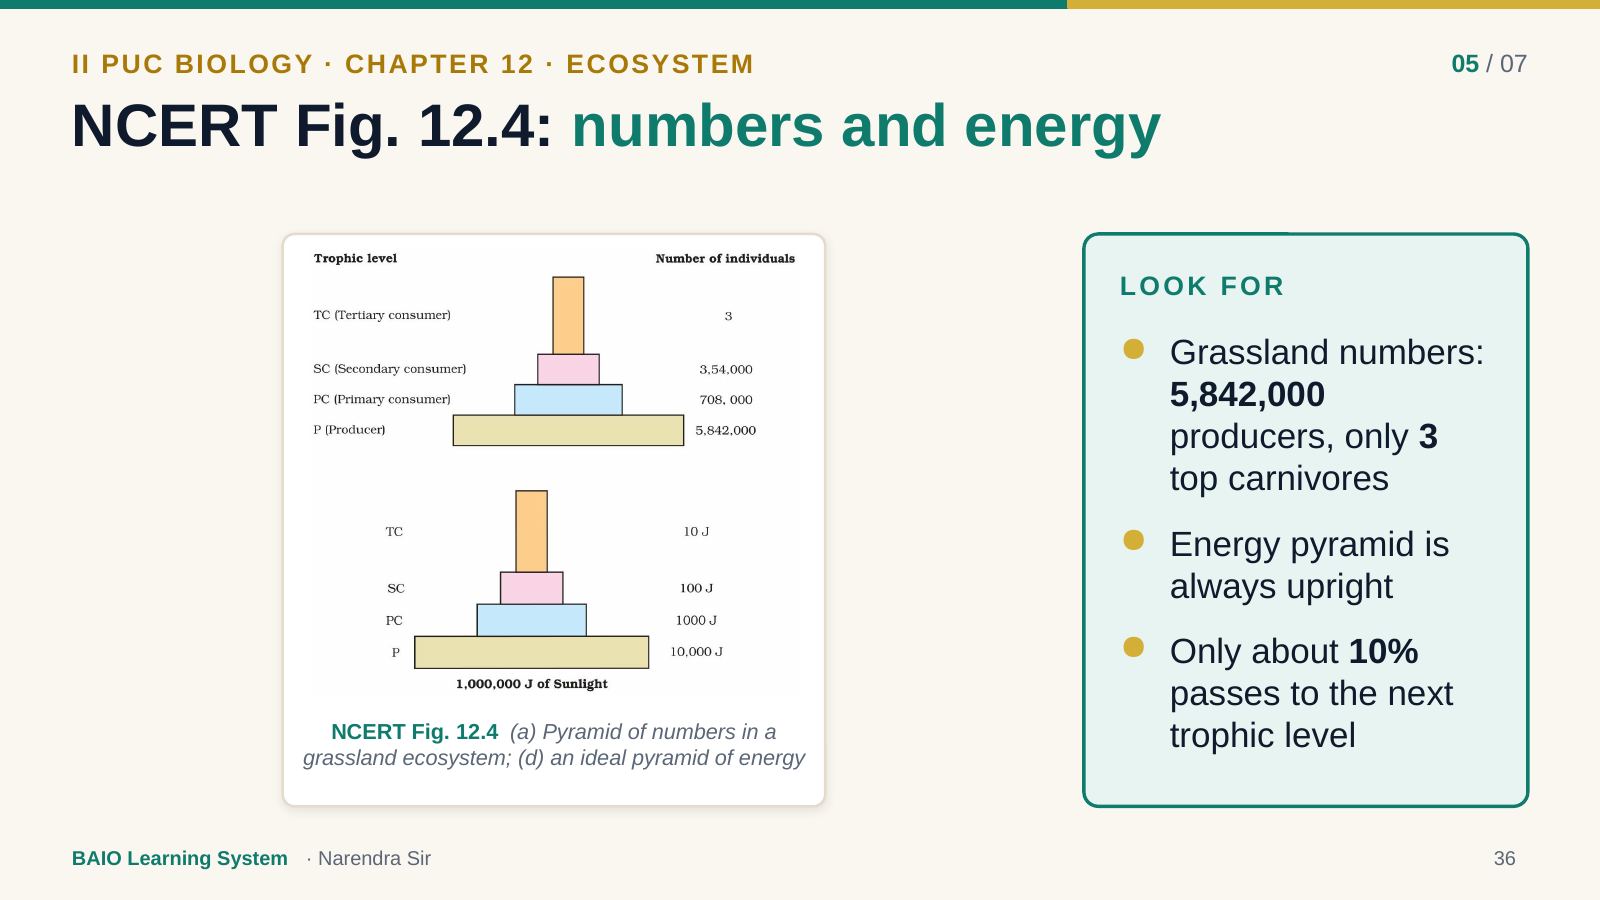 II PUC BIOLOGY · CHAPTER 12 · ECOSYSTEM
05 / 07
NCERT Fig. 12.4: numbers and energy
Trophic level Number of individuals
TC (Tertiary consumer) 3
SC (Secondary consumer) 3,54,000
PC (Primary consumer) 708, 000
P (Producer) 5,842,000
TC 10 J
SC 100 J
PC 1000 J
P 10,000 J
1,000,000 J of Sunlight
NCERT Fig. 12.4 (a) Pyramid of numbers in a
grassland ecosystem; (d) an ideal pyramid of energy
LOOK FOR
Grassland numbers:
5,842,000
producers, only 3
top carnivores
Energy pyramid is
always upright
Only about 10%
passes to the next
trophic level
BAIO Learning System · Narendra Sir
36